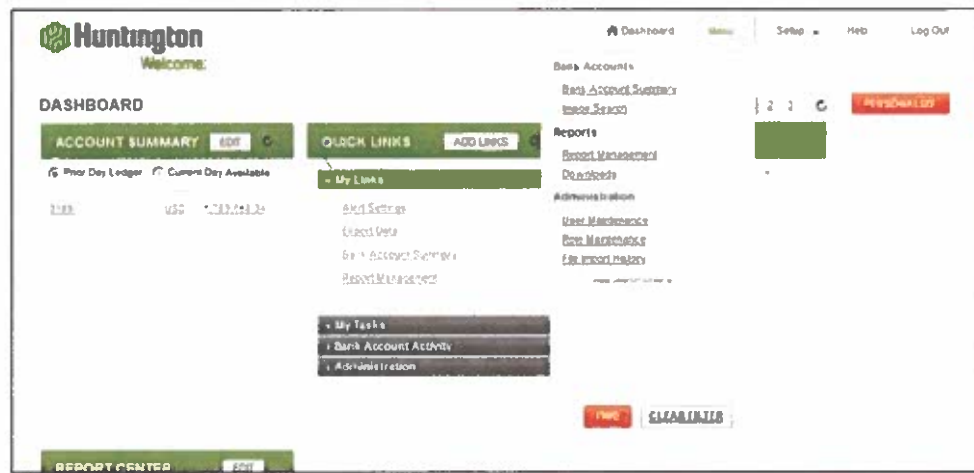 Huntington
Dashboard Menu Setup Help Log Out
Welcome:
Bank Accounts
Bank Account Summary
Image Search
DASHBOARD
PERSONALIZE
ACCOUNT SUMMARY EDIT
QUICK LINKS ADD LINKS
Reports
Report Management
Downloads
Prior Day Ledger Current Day Available
My Links
Administration
USD
Alert Settings
Export Data
Bank Account Summary
Report Management
User Maintenance
Role Maintenance
File Import History
My Tasks
Bank Account Activity
Administration
FIND CLEAR FILTER
REPORT CENTER EDIT